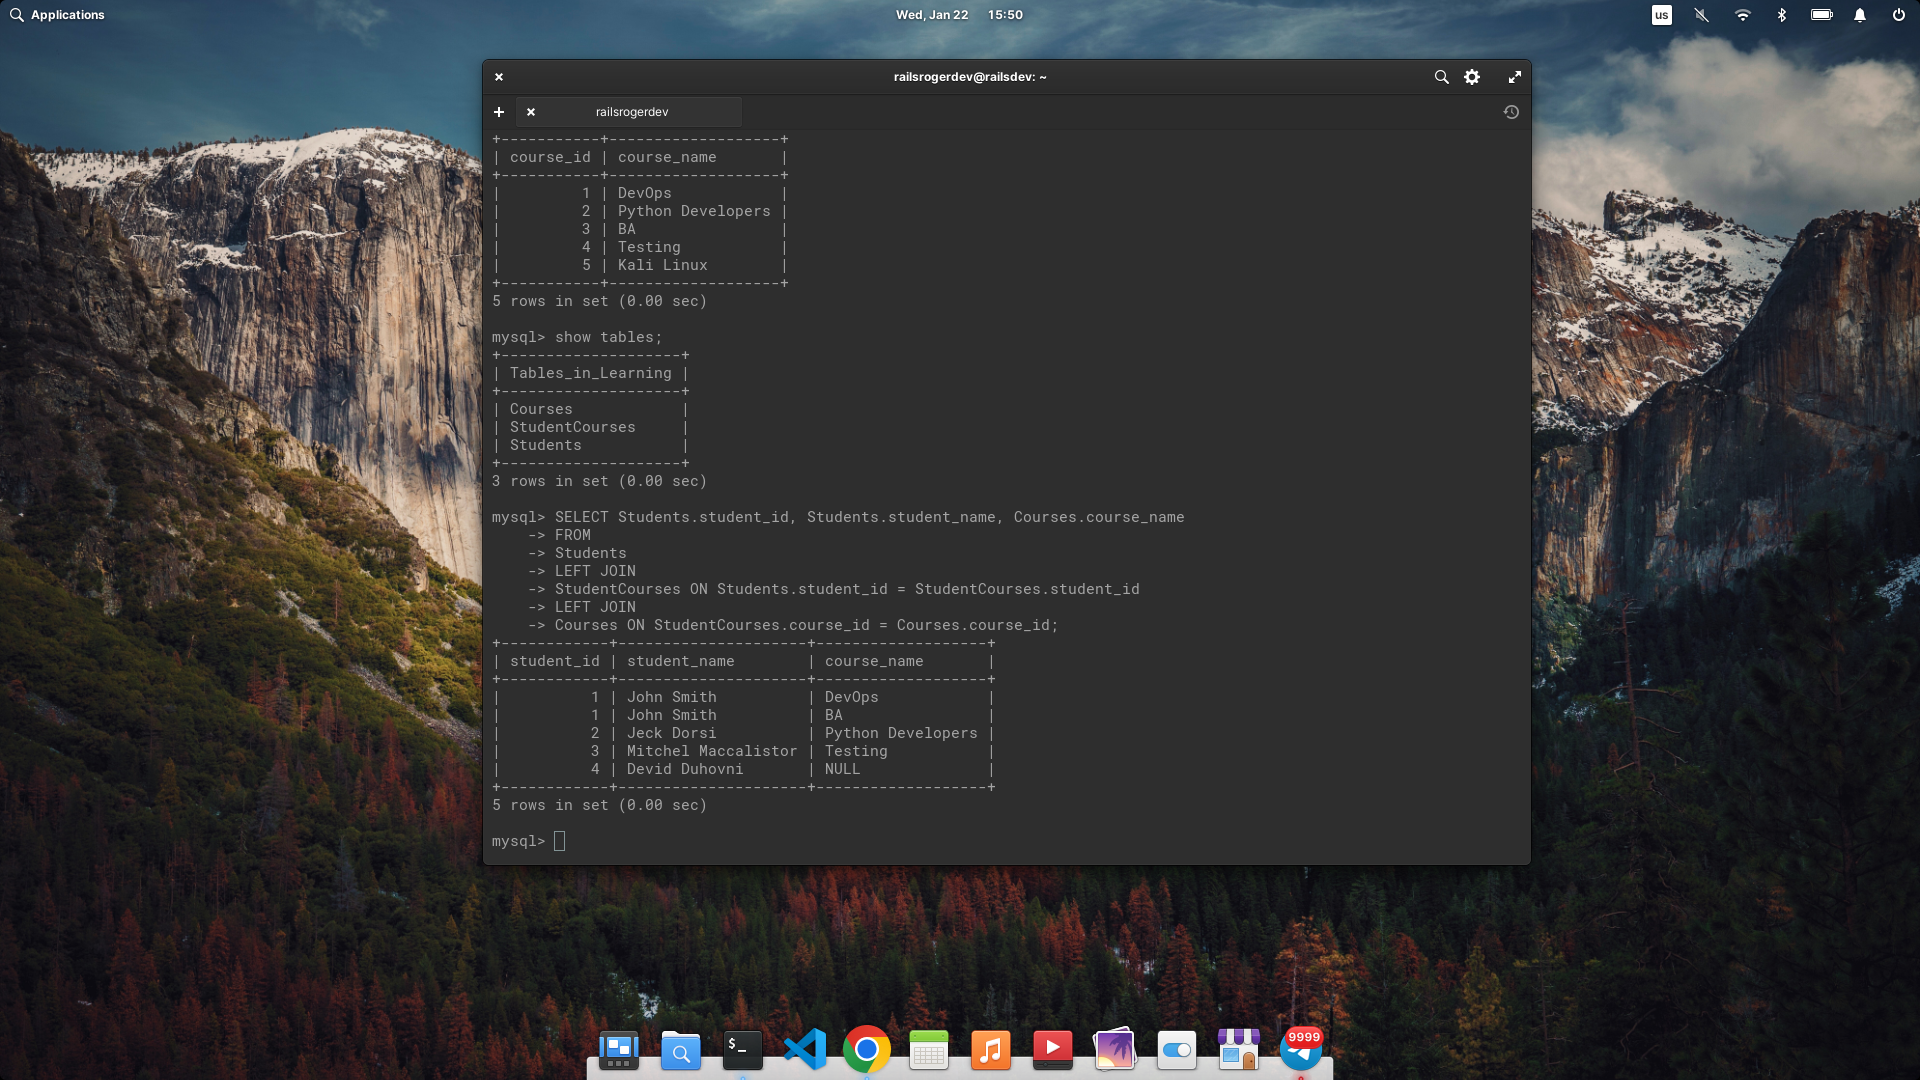 Applications
Wed, Jan 22 15:50
us
railsrogerdev@railsdev: ~
railsrogerdev
+-----------+-------------------+
| course_id | course_name       |
+-----------+-------------------+
|         1 | DevOps            |
|         2 | Python Developers |
|         3 | BA                |
|         4 | Testing           |
|         5 | Kali Linux        |
+-----------+-------------------+
5 rows in set (0.00 sec)
mysql> show tables;
+--------------------+
| Tables_in_Learning |
+--------------------+
| Courses            |
| StudentCourses     |
| Students           |
+--------------------+
3 rows in set (0.00 sec)
mysql> SELECT Students.student_id, Students.student_name, Courses.course_name
    -> FROM
    -> Students
    -> LEFT JOIN
    -> StudentCourses ON Students.student_id = StudentCourses.student_id
    -> LEFT JOIN
    -> Courses ON StudentCourses.course_id = Courses.course_id;
+------------+---------------------+-------------------+
| student_id | student_name        | course_name       |
+------------+---------------------+-------------------+
|          1 | John Smith          | DevOps            |
|          1 | John Smith          | BA                |
|          2 | Jeck Dorsi          | Python Developers |
|          3 | Mitchel Maccalistor | Testing           |
|          4 | Devid Duhovni       | NULL              |
+------------+---------------------+-------------------+
5 rows in set (0.00 sec)
mysql>
$-
9999